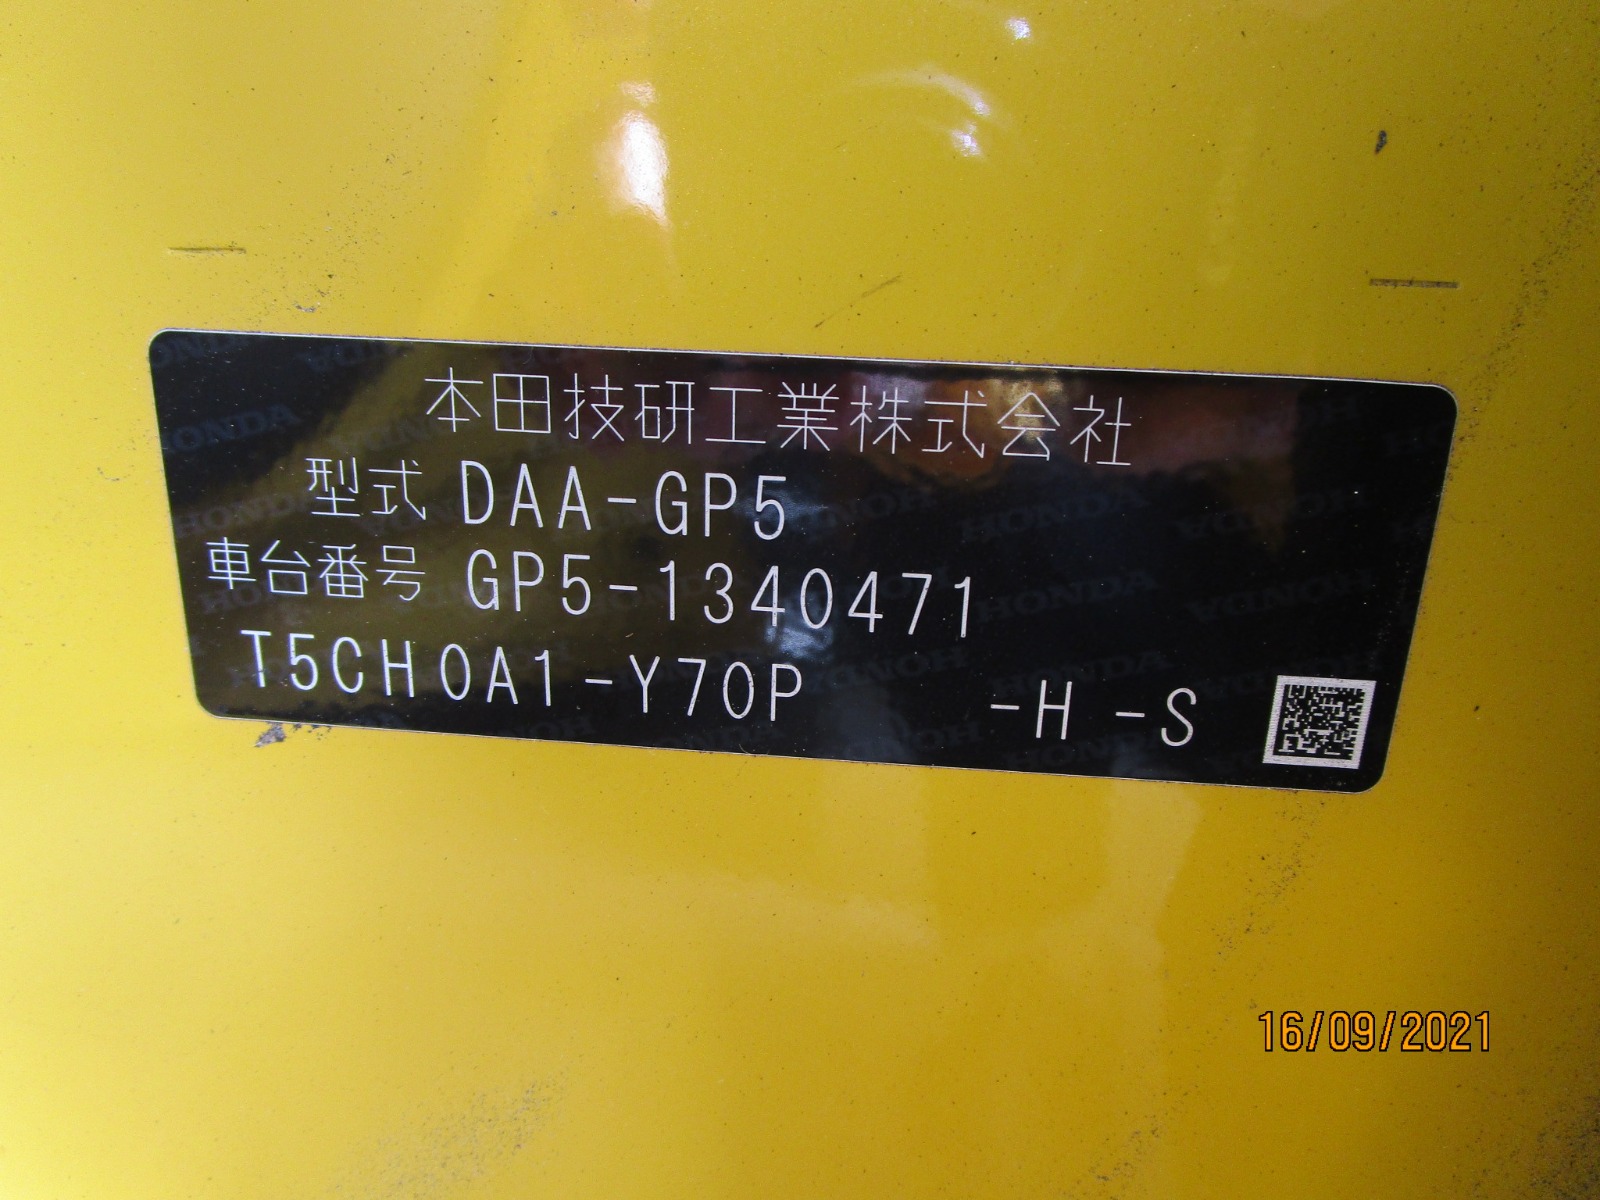 本田技研工業株式会社
型式 DAA-GP5
車台番号 GP5-1340471
T5CH0A1-Y70P -H -S
16/09/2021